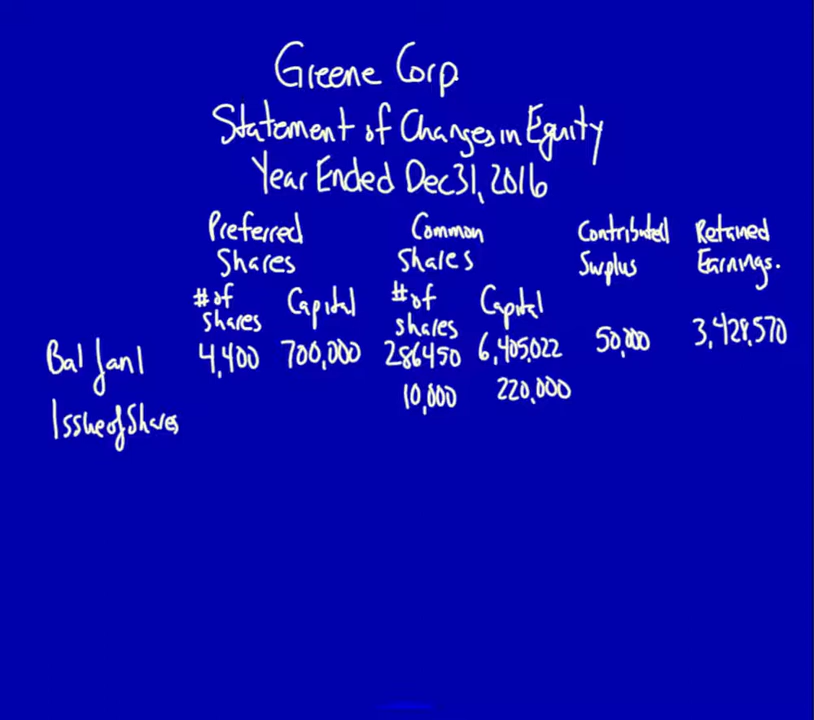 Greene Corp
Statement of Changes in Equity
Year Ended Dec 31, 2016
Preferred Shares Common Shares Contributed Surplus Retained Earnings.
# of shares Capital # of shares Capital
Bal Jan 1 4,400 700,000 286450 6,405,022 50,000 3,428,570
Issue of Shares 10,000 220,000